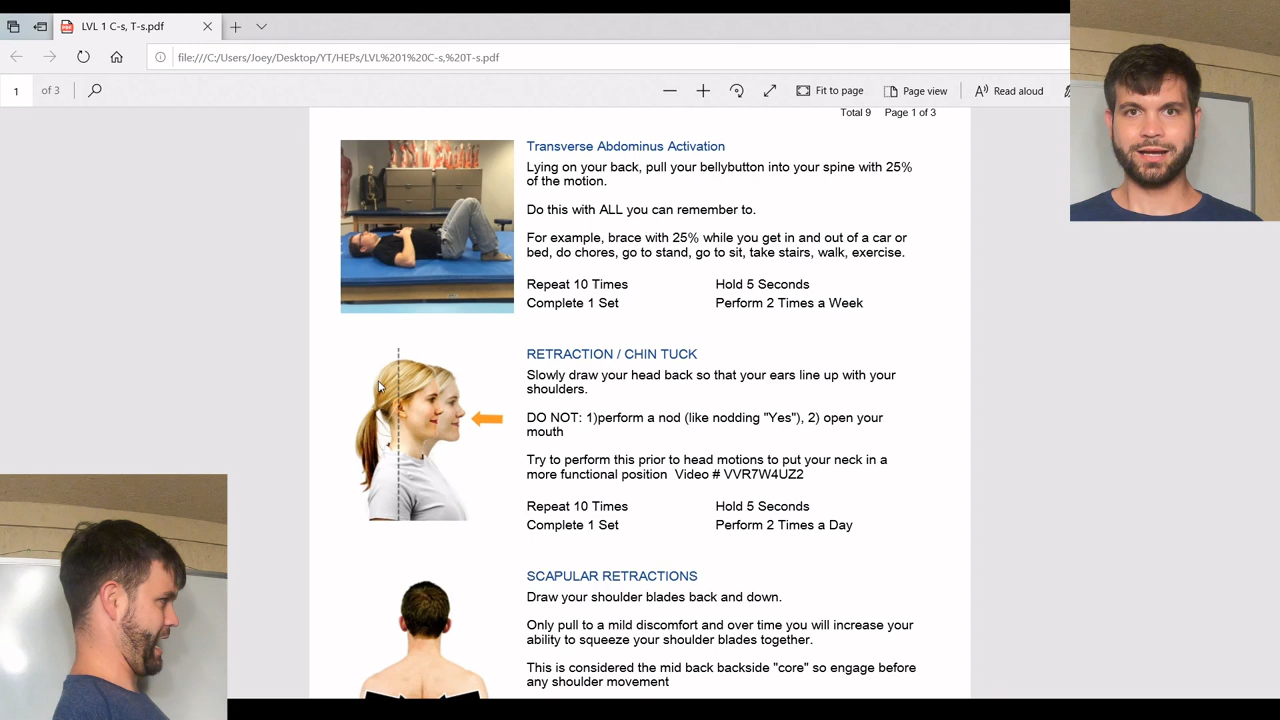 LVL 1 C-s, T-s.pdf
file:///C:/Users/Joey/Desktop/YT/HEPs/LVL%201%20C-s,%20T-s.pdf
1 of 3 Fit to page Page view Read aloud
Total 9 Page 1 of 3
Transverse Abdominus Activation
Lying on your back, pull your bellybutton into your spine with 25%
of the motion.
Do this with ALL you can remember to.
For example, brace with 25% while you get in and out of a car or
bed, do chores, go to stand, go to sit, take stairs, walk, exercise.
Repeat 10 Times Hold 5 Seconds
Complete 1 Set Perform 2 Times a Week
RETRACTION / CHIN TUCK
Slowly draw your head back so that your ears line up with your
shoulders.
DO NOT: 1)perform a nod (like nodding "Yes"), 2) open your
mouth
Try to perform this prior to head motions to put your neck in a
more functional position Video # VVR7W4UZ2
Repeat 10 Times Hold 5 Seconds
Complete 1 Set Perform 2 Times a Day
SCAPULAR RETRACTIONS
Draw your shoulder blades back and down.
Only pull to a mild discomfort and over time you will increase your
ability to squeeze your shoulder blades together.
This is considered the mid back backside "core" so engage before
any shoulder movement